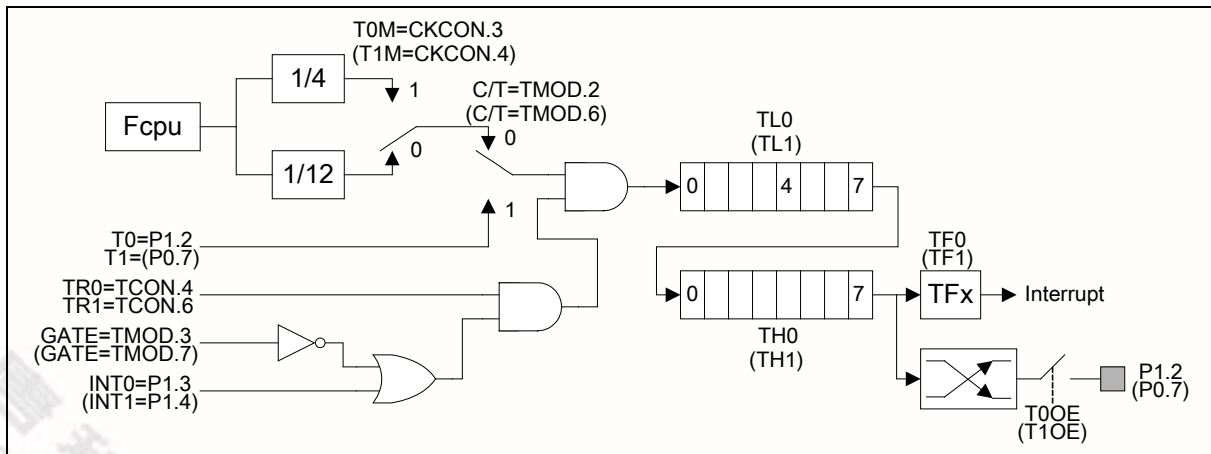 T0M=CKCON.3
(T1M=CKCON.4)
1/4
1
C/T=TMOD.2
(C/T=TMOD.6)
Fcpu
0
0
TL0
(TL1)
1/12
0 4 7
1
T0=P1.2
T1=(P0.7)
TF0
(TF1)
TR0=TCON.4
TR1=TCON.6
0 7
TFx
Interrupt
GATE=TMOD.3
(GATE=TMOD.7)
TH0
(TH1)
INT0=P1.3
(INT1=P1.4)
P1.2
(P0.7)
T0OE
(T1OE)